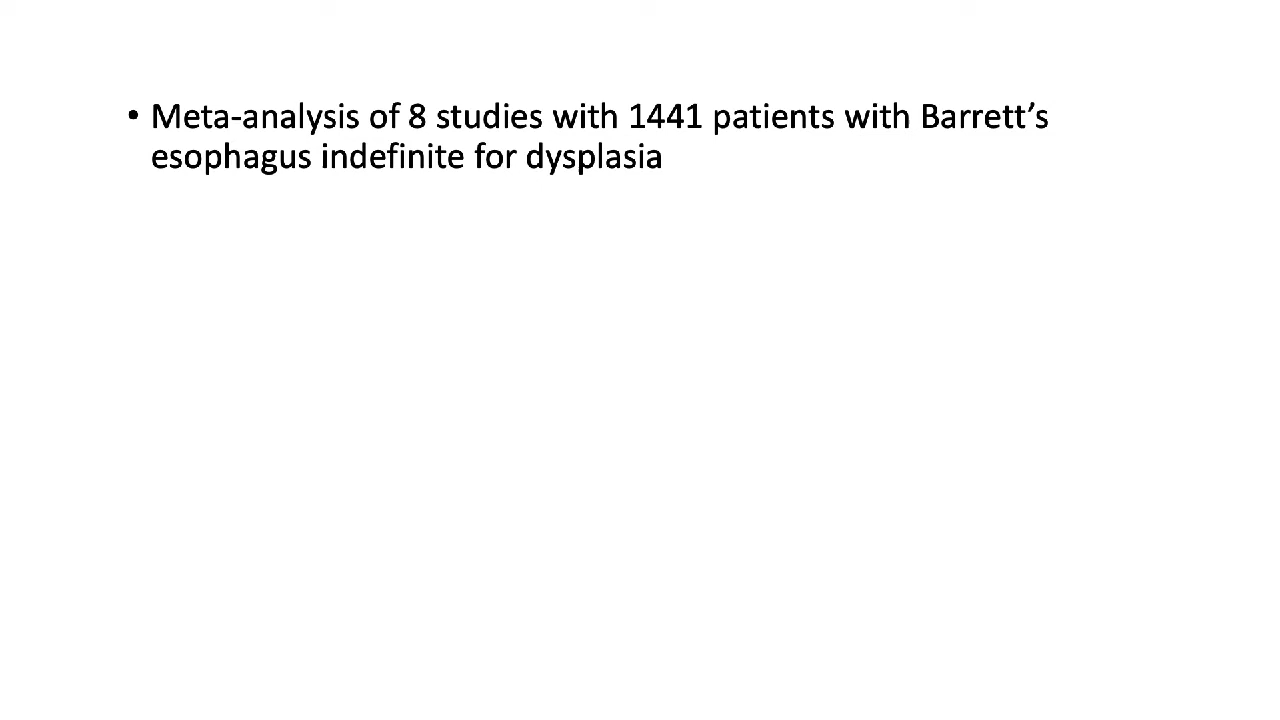 • Meta-analysis of 8 studies with 1441 patients with Barrett’s
esophagus indefinite for dysplasia